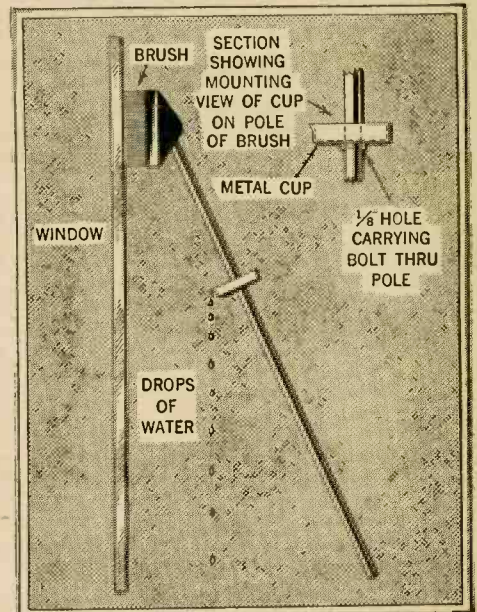 BRUSH
SECTION
SHOWING
MOUNTING
VIEW OF CUP
ON POLE
OF BRUSH
METAL CUP
⅛ HOLE
CARRYING
BOLT THRU
POLE
WINDOW
DROPS
OF
WATER